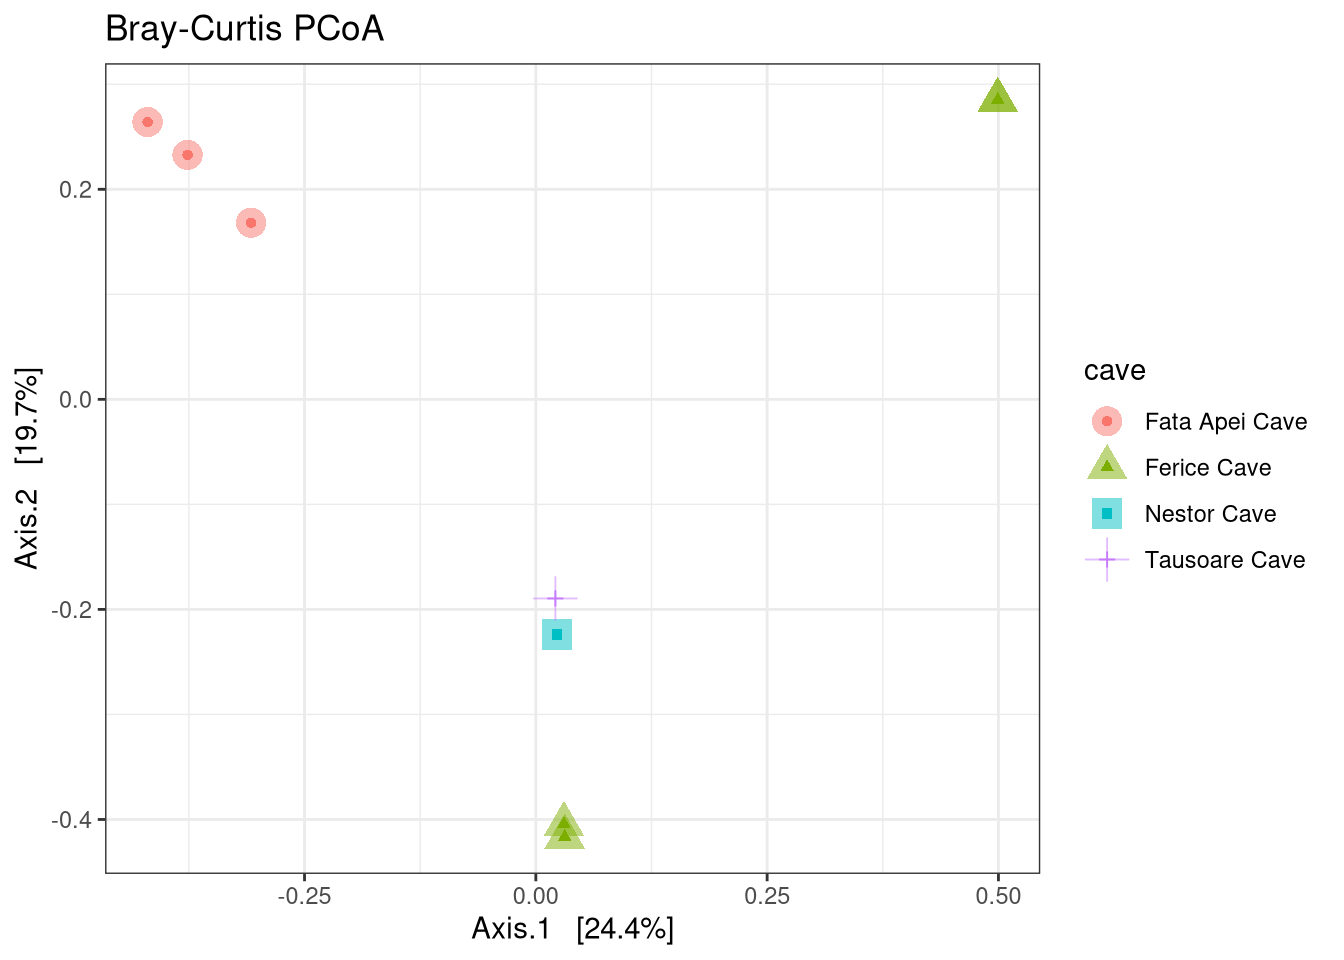 Bray-Curtis PCoA
0.2
0.0
-0.2
-0.4
Axis.2 [19.7%]
-0.25
0.00
0.25
0.50
Axis.1 [24.4%]
cave
Fata Apei Cave
Ferice Cave
Nestor Cave
Tausoare Cave